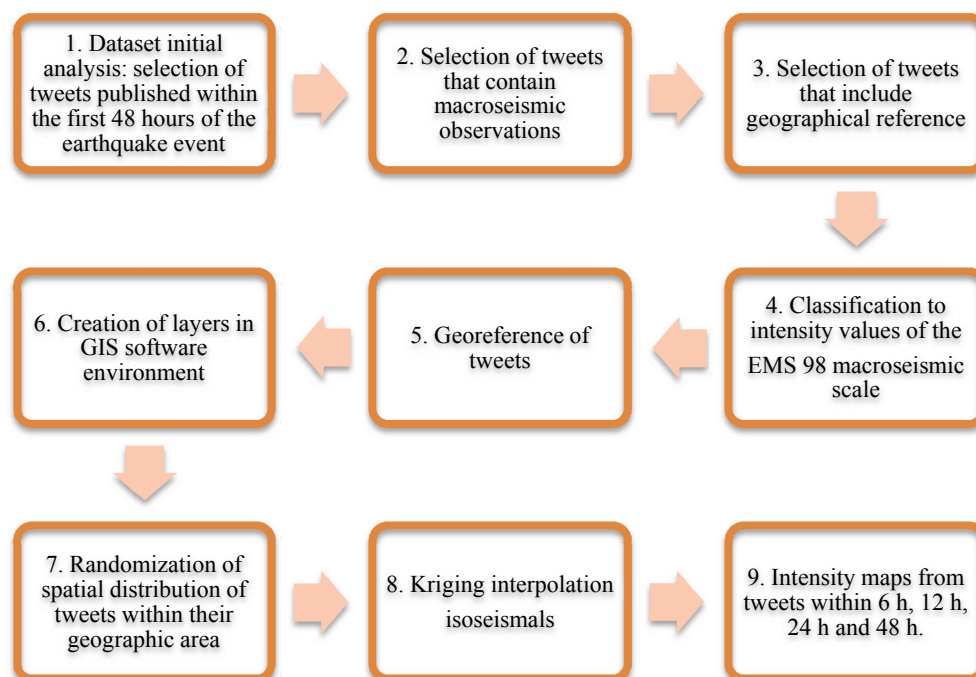 1. Dataset initial
analysis: selection of
tweets published within
the first 48 hours of the
earthquake event
2. Selection of tweets
that contain
macroseismic
observations
3. Selection of tweets
that include
geographical reference
4. Classification to
intensity values of the
EMS 98 macroseismic
scale
5. Georeference of
tweets
6. Creation of layers in
GIS software
environment
7. Randomization of
spatial distribution of
tweets within their
geographic area
8. Kriging interpolation
isoseismals
9. Intensity maps from
tweets within 6 h, 12 h,
24 h and 48 h.